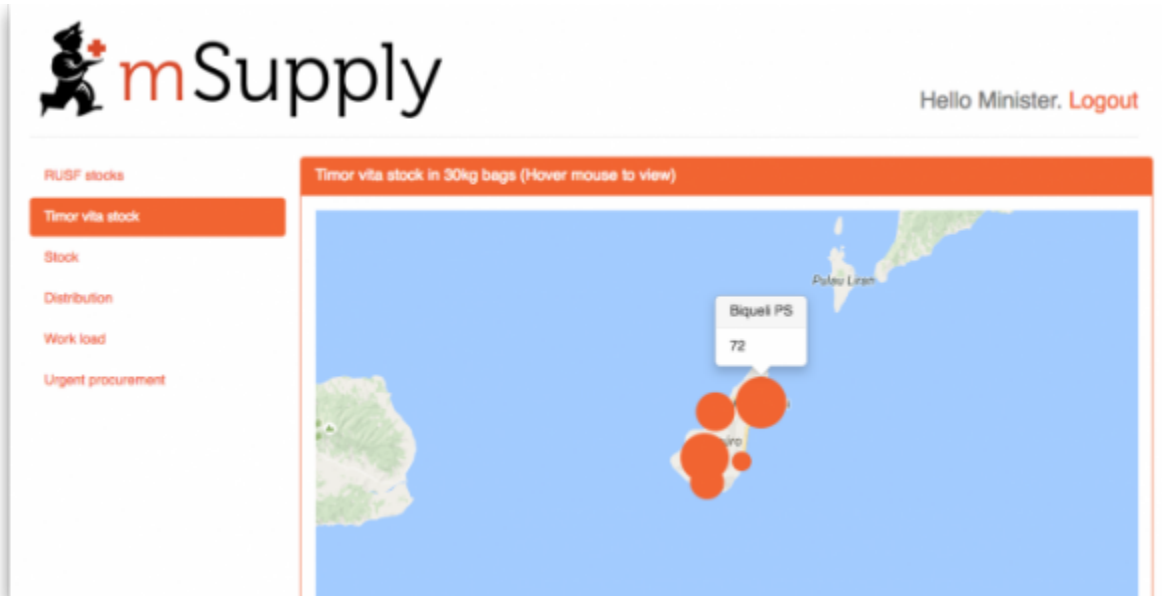 mSupply
Hello Minister. Logout
RUSF stocks
Timor vita stock
Stock
Distribution
Work load
Urgent procurement
Timor vita stock in 30kg bags (Hover mouse to view)
Pulau Liran
Biqueli PS
72